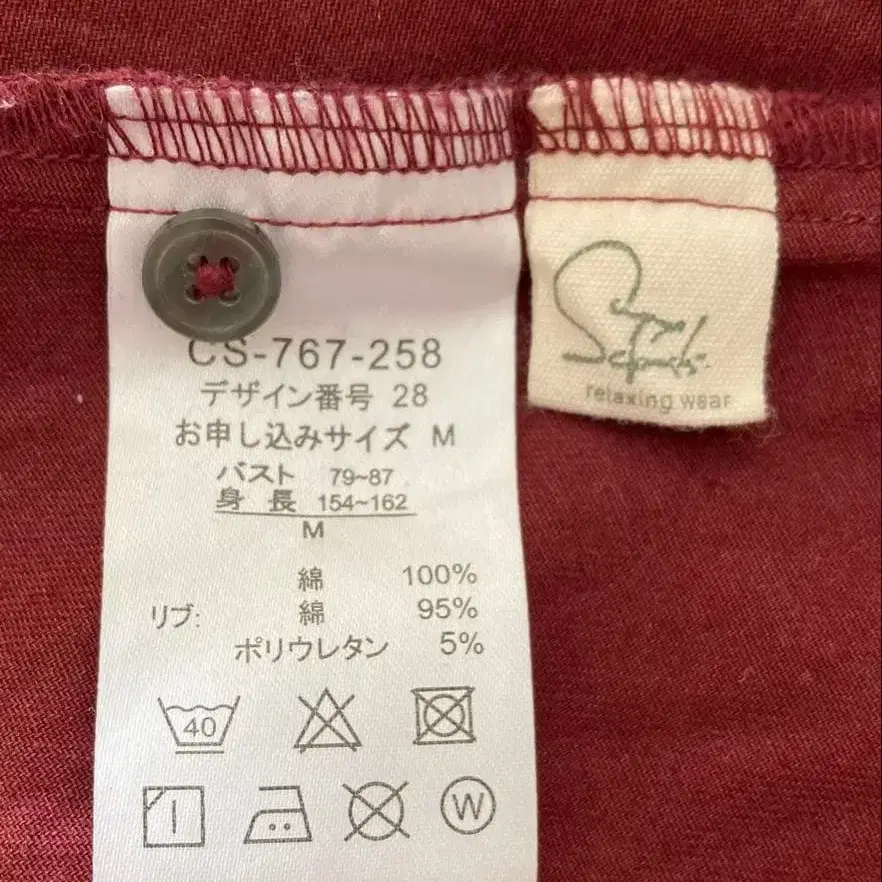 CS-767-258
デザイン番号 28
お申し込みサイズ M
バスト 79~87
身 長 154~162
M
綿 100%
リブ: 綿 95%
ポリウレタン 5%
40
W
relaxing wear